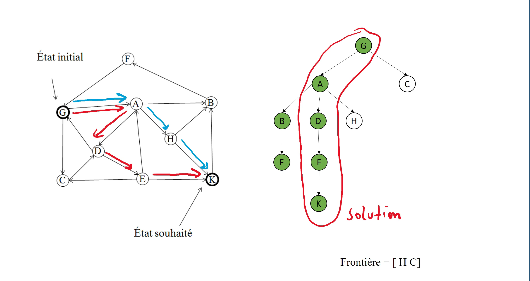 État initial
F
G
A
B
H
D
C
E
K
État souhaité
G
A
C
B
D
H
F
E
K
solution
Frontière = [ H C]